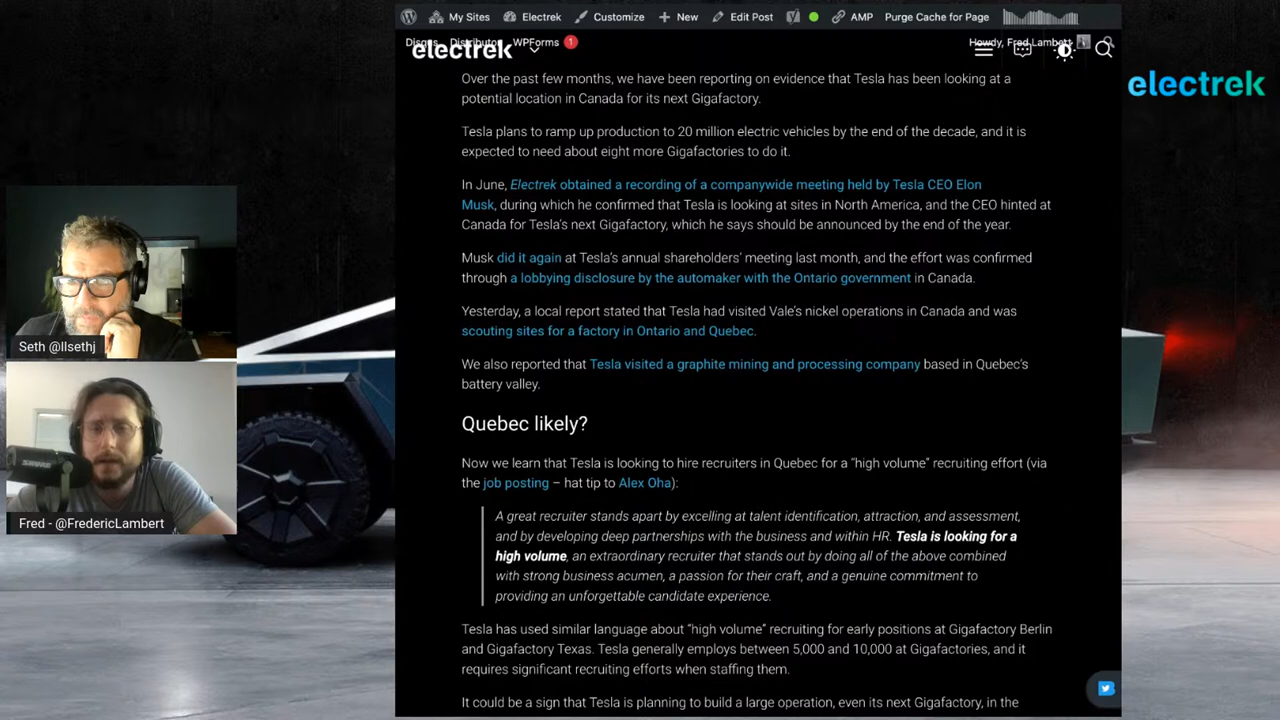 My Sites Electrek Customize + New Edit Post AMP Purge Cache for Page
Disqus Distributor WPForms 1 Howdy, Fred Lambert
electrek
electrek
Over the past few months, we have been reporting on evidence that Tesla has been looking at a
potential location in Canada for its next Gigafactory.
Tesla plans to ramp up production to 20 million electric vehicles by the end of the decade, and it is
expected to need about eight more Gigafactories to do it.
In June, Electrek obtained a recording of a companywide meeting held by Tesla CEO Elon
Musk, during which he confirmed that Tesla is looking at sites in North America, and the CEO hinted at
Canada for Tesla's next Gigafactory, which he says should be announced by the end of the year.
Musk did it again at Tesla's annual shareholders' meeting last month, and the effort was confirmed
through a lobbying disclosure by the automaker with the Ontario government in Canada.
Yesterday, a local report stated that Tesla had visited Vale's nickel operations in Canada and was
scouting sites for a factory in Ontario and Quebec.
We also reported that Tesla visited a graphite mining and processing company based in Quebec's
battery valley.
Quebec likely?
Now we learn that Tesla is looking to hire recruiters in Quebec for a “high volume” recruiting effort (via
the job posting – hat tip to Alex Oha):
A great recruiter stands apart by excelling at talent identification, attraction, and assessment,
and by developing deep partnerships with the business and within HR. Tesla is looking for a
high volume, an extraordinary recruiter that stands out by doing all of the above combined
with strong business acumen, a passion for their craft, and a genuine commitment to
providing an unforgettable candidate experience.
Tesla has used similar language about “high volume” recruiting for early positions at Gigafactory Berlin
and Gigafactory Texas. Tesla generally employs between 5,000 and 10,000 at Gigafactories, and it
requires significant recruiting efforts when staffing them.
It could be a sign that Tesla is planning to build a large operation, even its next Gigafactory, in the
Seth @llsethj
SHURE
Fred - @FredericLambert